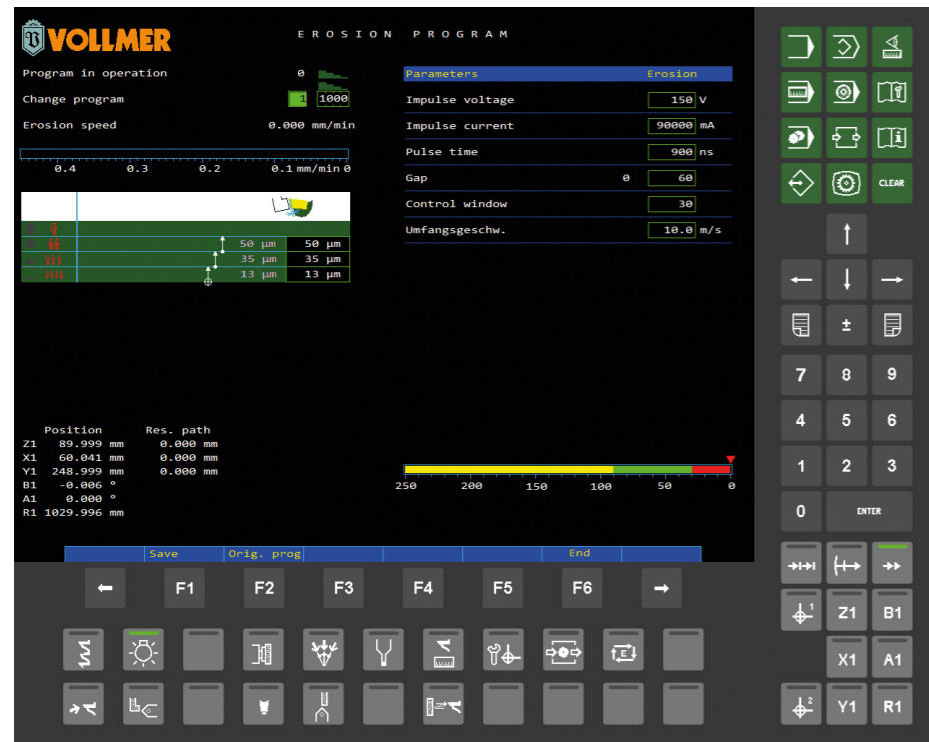 VOLLMER
EROSION PROGRAM
Program in operation 0
Change program 1 1000
Erosion speed 0.000 mm/min
0.4 0.3 0.2 0.1 mm/min 0
50 µm 50 µm
35 µm 35 µm
13 µm 13 µm
Parameters Erosion
Impulse voltage 150 V
Impulse current 90000 mA
Pulse time 900 ns
Gap 0 60
Control window 30
Umfangsgeschw. 10.0 m/s
Position Res. path
Z1 89.999 mm 0.000 mm
X1 60.041 mm 0.000 mm
Y1 248.999 mm 0.000 mm
B1 -0.006 °
A1 0.000 °
R1 1029.996 mm
250 200 150 100 50 0
Save Orig. prog End
F1 F2 F3 F4 F5 F6
E
CLEAR
±
7 8 9
4 5 6
1 2 3
0 ENTER
1 Z1 B1
X1 A1
2 Y1 R1